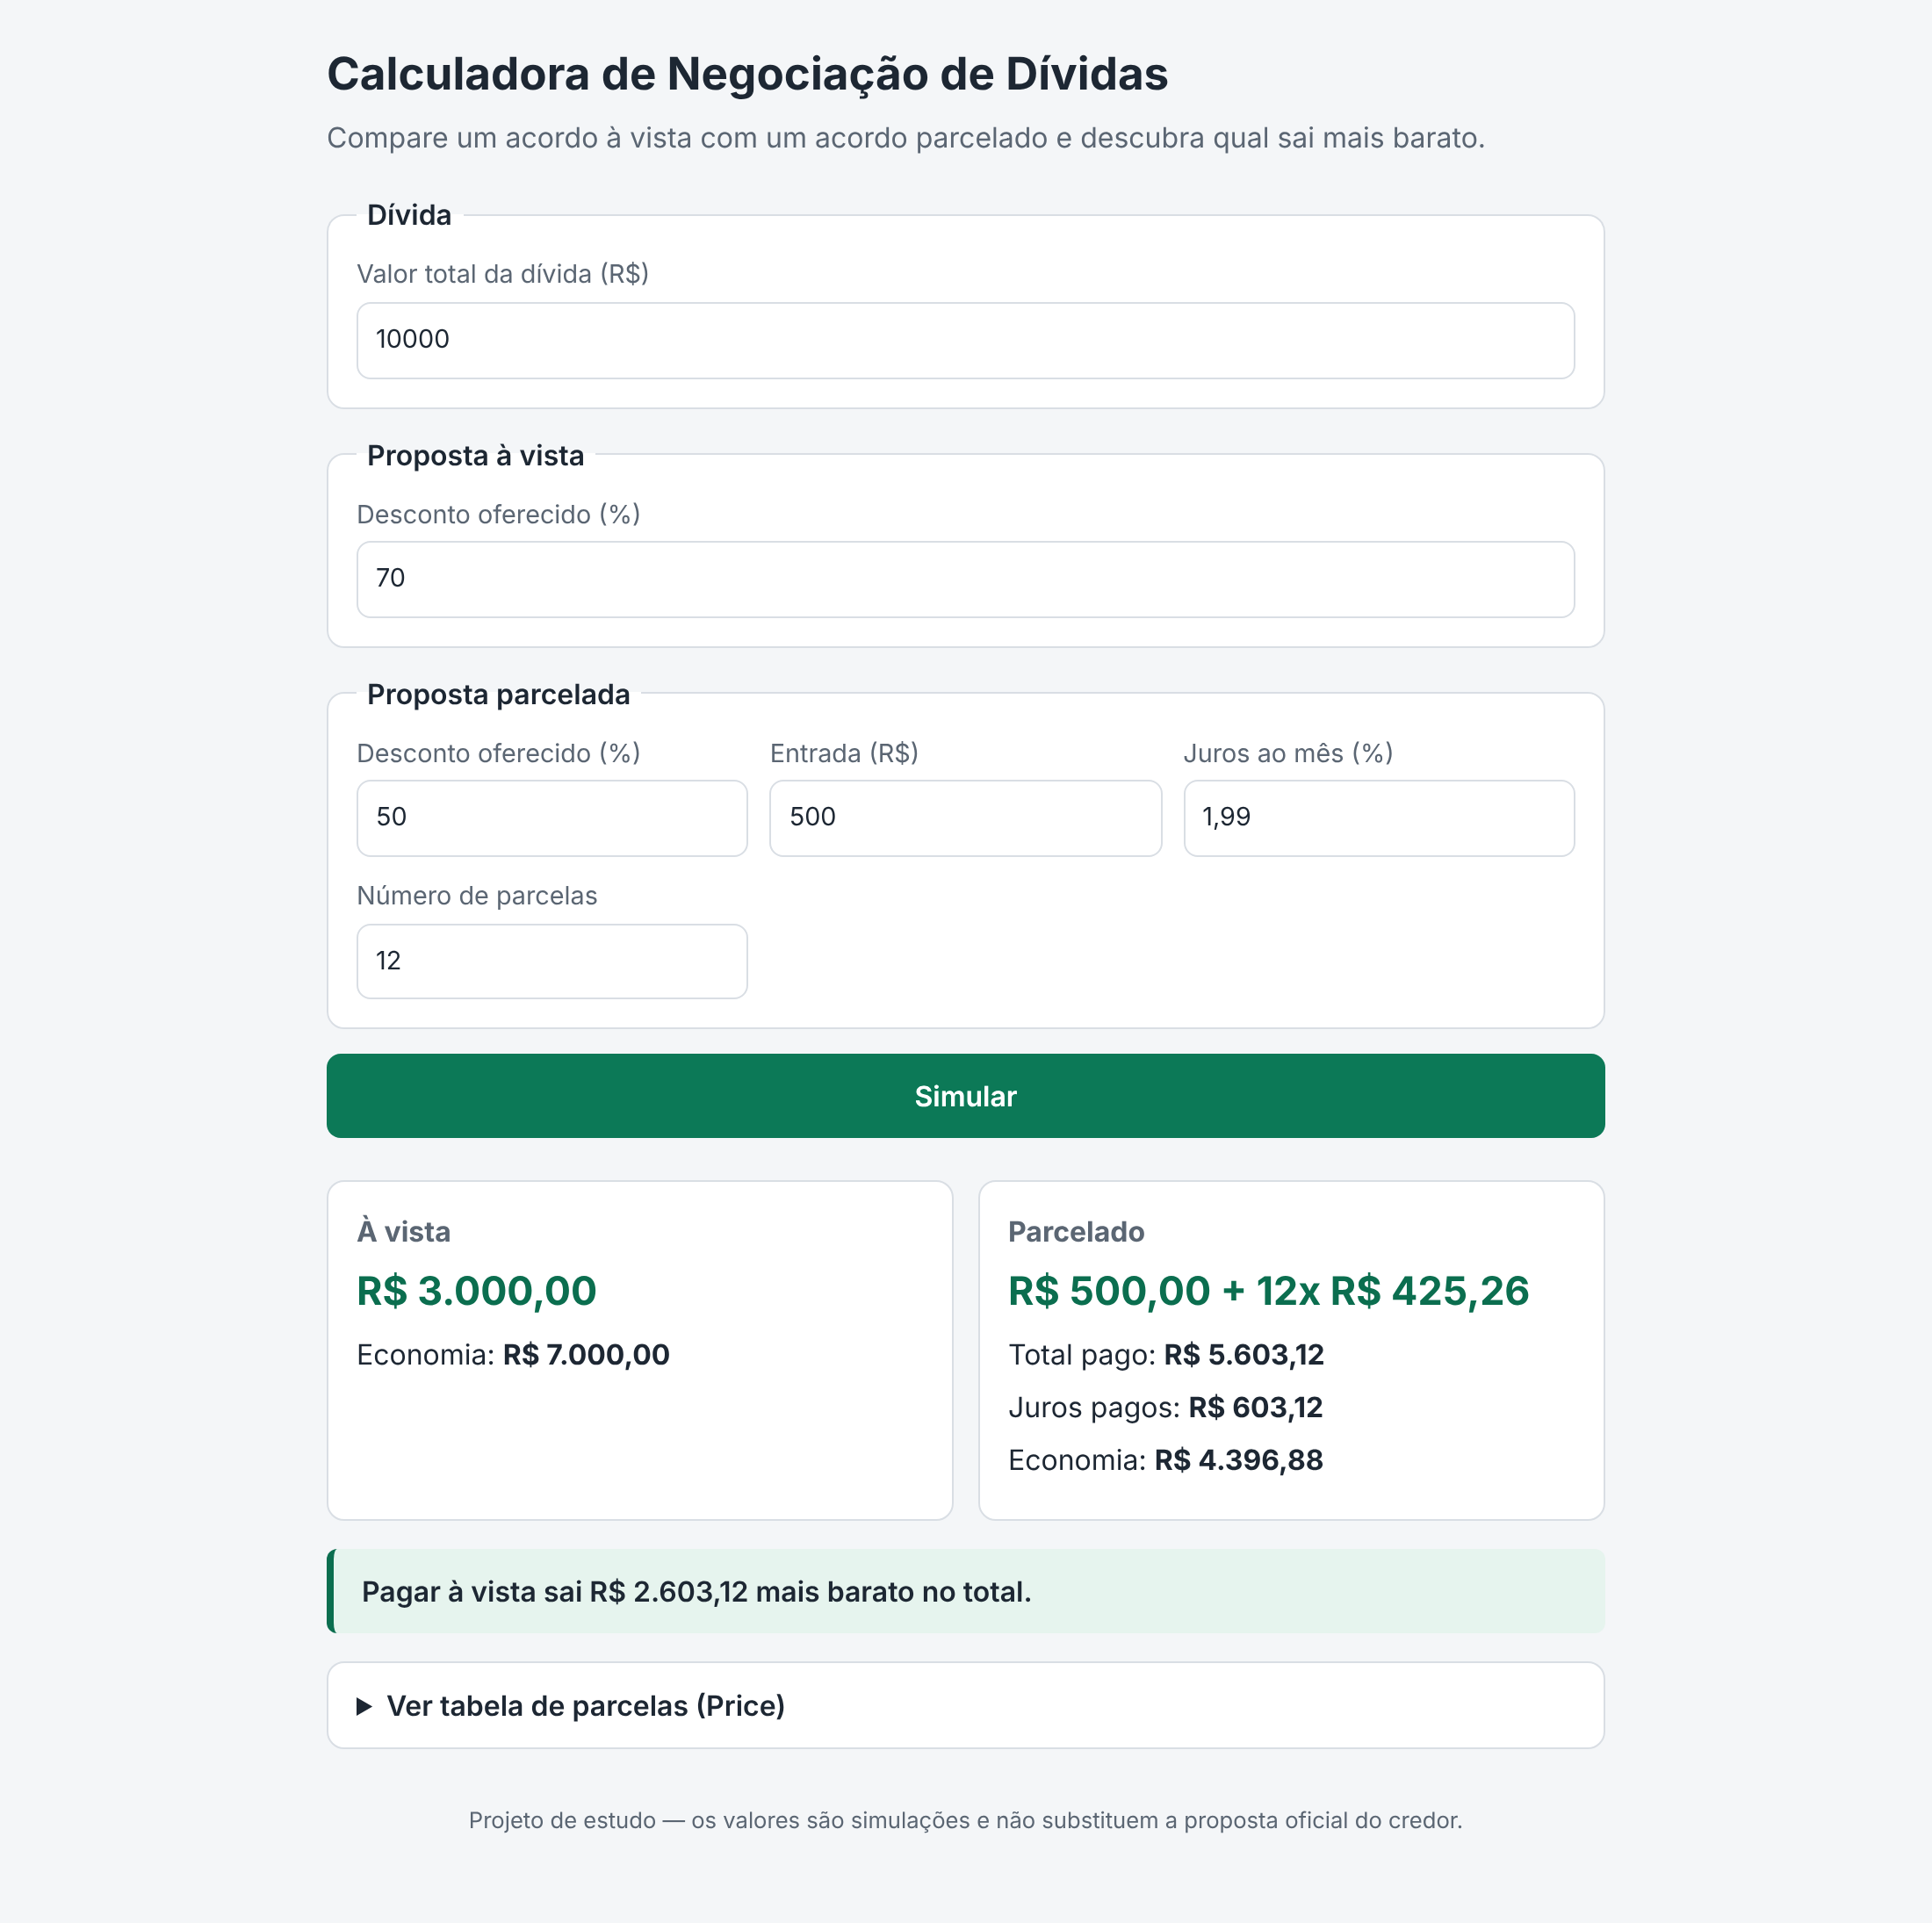 Calculadora de Negociação de Dívidas
Compare um acordo à vista com um acordo parcelado e descubra qual sai mais barato.
Dívida
Valor total da dívida (R$)
10000
Proposta à vista
Desconto oferecido (%)
70
Proposta parcelada
Desconto oferecido (%)
50
Entrada (R$)
500
Juros ao mês (%)
1,99
Número de parcelas
12
Simular
À vista
R$ 3.000,00
Economia: R$ 7.000,00
Parcelado
R$ 500,00 + 12x R$ 425,26
Total pago: R$ 5.603,12
Juros pagos: R$ 603,12
Economia: R$ 4.396,88
Pagar à vista sai R$ 2.603,12 mais barato no total.
Ver tabela de parcelas (Price)
Projeto de estudo — os valores são simulações e não substituem a proposta oficial do credor.